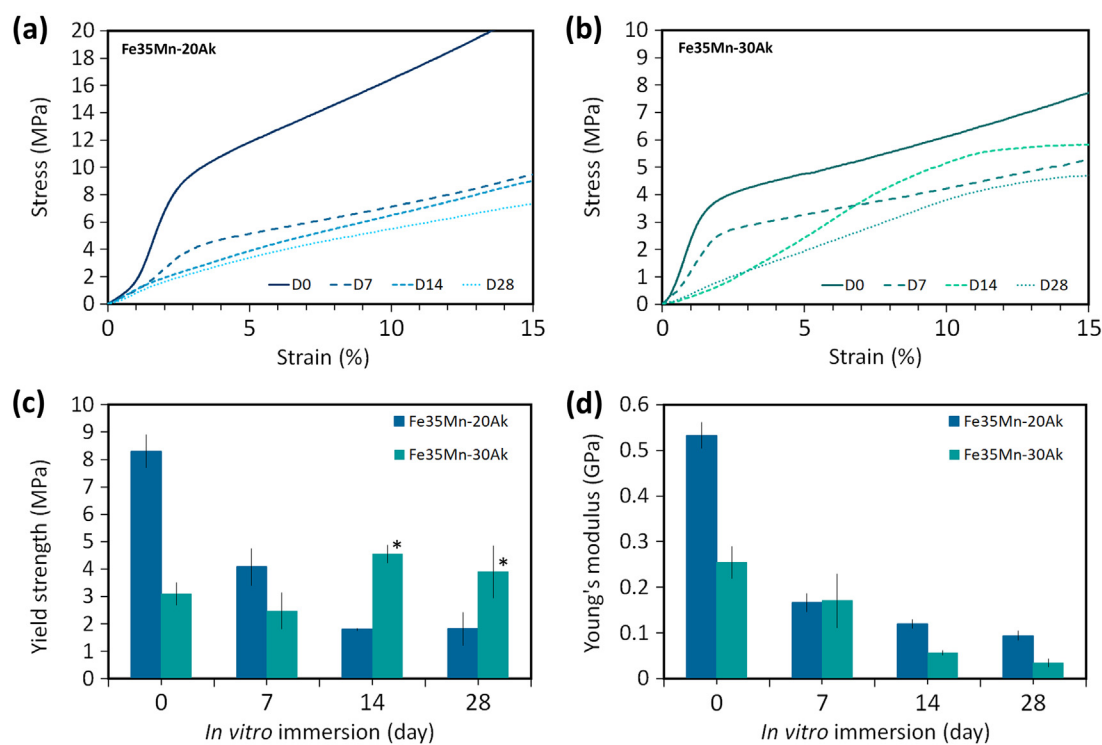 (a)
Fe35Mn-20Ak
Stress (MPa)
20
18
16
14
12
10
8
6
4
2
0
D0 D7 D14 D28
0 5 10 15
Strain (%)
(b)
Fe35Mn-30Ak
Stress (MPa)
10
9
8
7
6
5
4
3
2
1
0
D0 D7 D14 D28
0 5 10 15
Strain (%)
(c)
Yield strength (MPa)
10
9
8
7
6
5
4
3
2
1
0
Fe35Mn-20Ak
Fe35Mn-30Ak
*
*
0 7 14 28
In vitro immersion (day)
(d)
Young's modulus (GPa)
0.6
0.5
0.4
0.3
0.2
0.1
0
Fe35Mn-20Ak
Fe35Mn-30Ak
0 7 14 28
In vitro immersion (day)